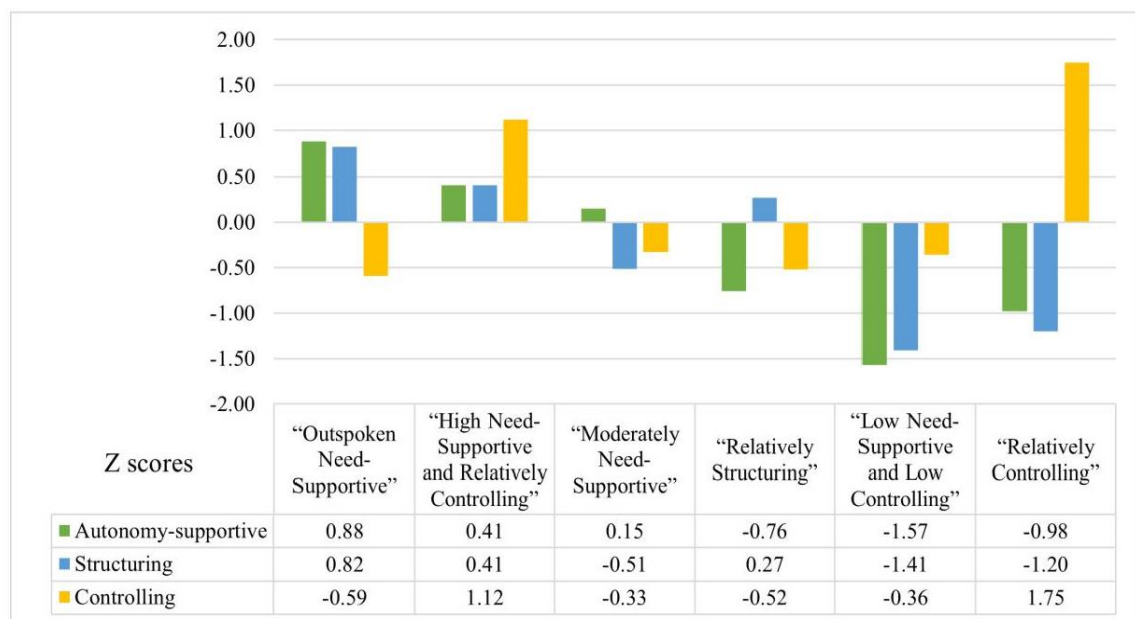 2.00
1.50
1.00
0.50
0.00
-0.50
-1.00
-1.50
-2.00
Z scores
“Outspoken
Need-
Supportive”
“High Need-
Supportive
and Relatively
Controlling”
“Moderately
Need-
Supportive”
“Relatively
Structuring”
“Low Need-
Supportive
and Low
Controlling”
“Relatively
Controlling”
Autonomy-supportive 0.88 0.41 0.15 -0.76 -1.57 -0.98
Structuring 0.82 0.41 -0.51 0.27 -1.41 -1.20
Controlling -0.59 1.12 -0.33 -0.52 -0.36 1.75